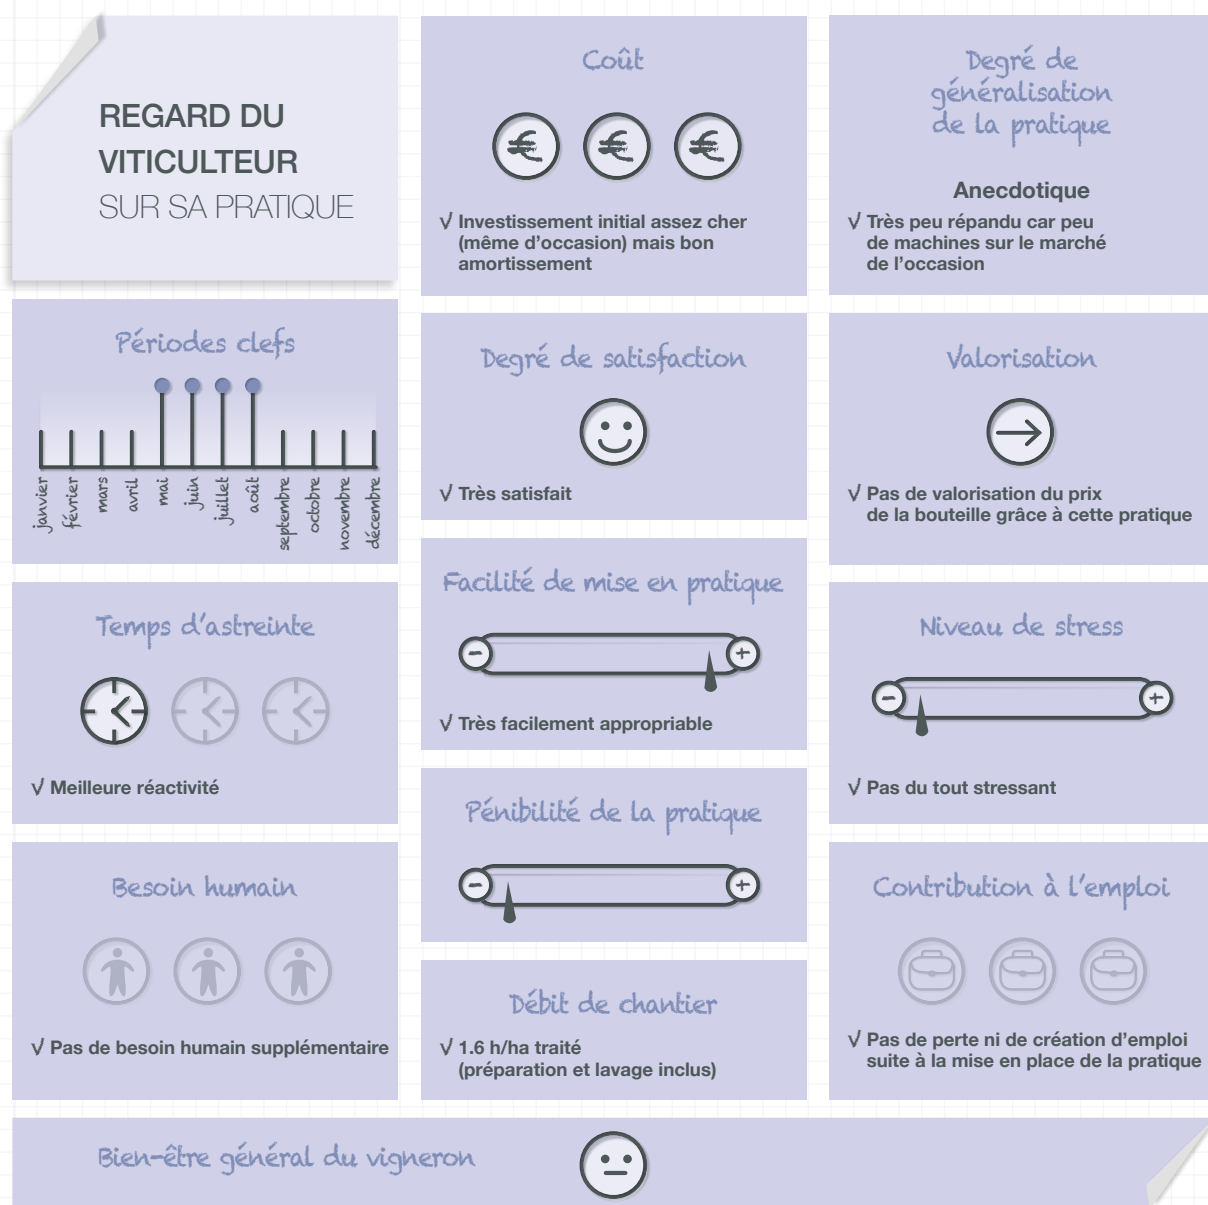 REGARD DU
VITICULTEUR
SUR SA PRATIQUE
Coût
€ € €
√ Investissement initial assez cher
(même d'occasion) mais bon
amortissement
Degré de
généralisation
de la pratique
Anecdotique
√ Très peu répandu car peu
de machines sur le marché
de l'occasion
Périodes clefs
janvier
février
mars
avril
mai
juin
juillet
août
septembre
octobre
novembre
décembre
Degré de satisfaction
√ Très satisfait
Valorisation
√ Pas de valorisation du prix
de la bouteille grâce à cette pratique
Temps d'astreinte
√ Meilleure réactivité
Facilité de mise en pratique
- +
√ Très facilement appropriable
Niveau de stress
- +
√ Pas du tout stressant
Pénibilité de la pratique
- +
Besoin humain
√ Pas de besoin humain supplémentaire
Débit de chantier
√ 1.6 h/ha traité
(préparation et lavage inclus)
Contribution à l'emploi
√ Pas de perte ni de création d'emploi
suite à la mise en place de la pratique
Bien-être général du vigneron